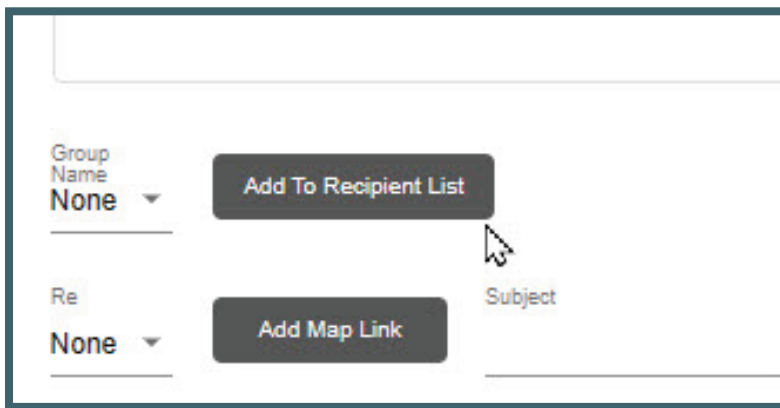 Group
Name
None
Add To Recipient List
Re
None
Add Map Link
Subject